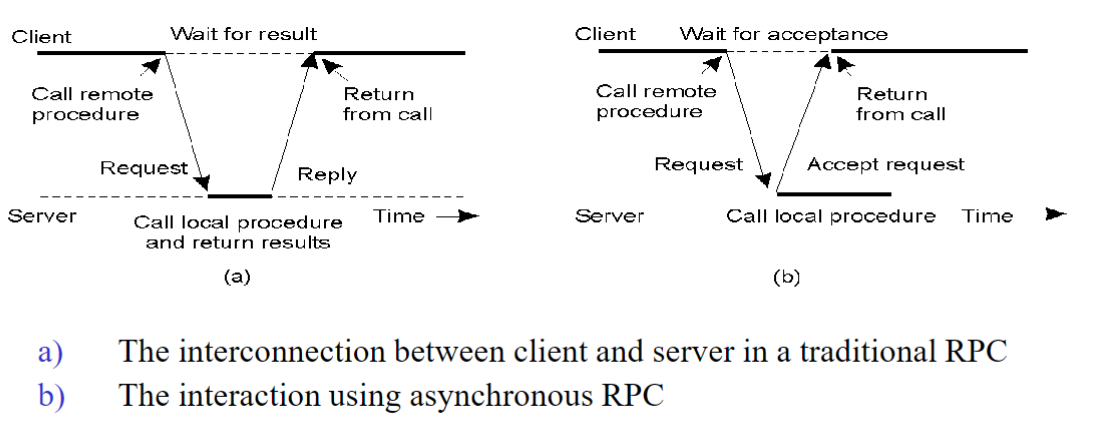 Client Wait for result
Call remote
procedure
Return
from call
Request
Reply
Server
Call local procedure
and return results
Time
(a)
Client Wait for acceptance
Call remote
procedure
Return
from call
Request
Accept request
Server
Call local procedure
Time
(b)
a) The interconnection between client and server in a traditional RPC
b) The interaction using asynchronous RPC